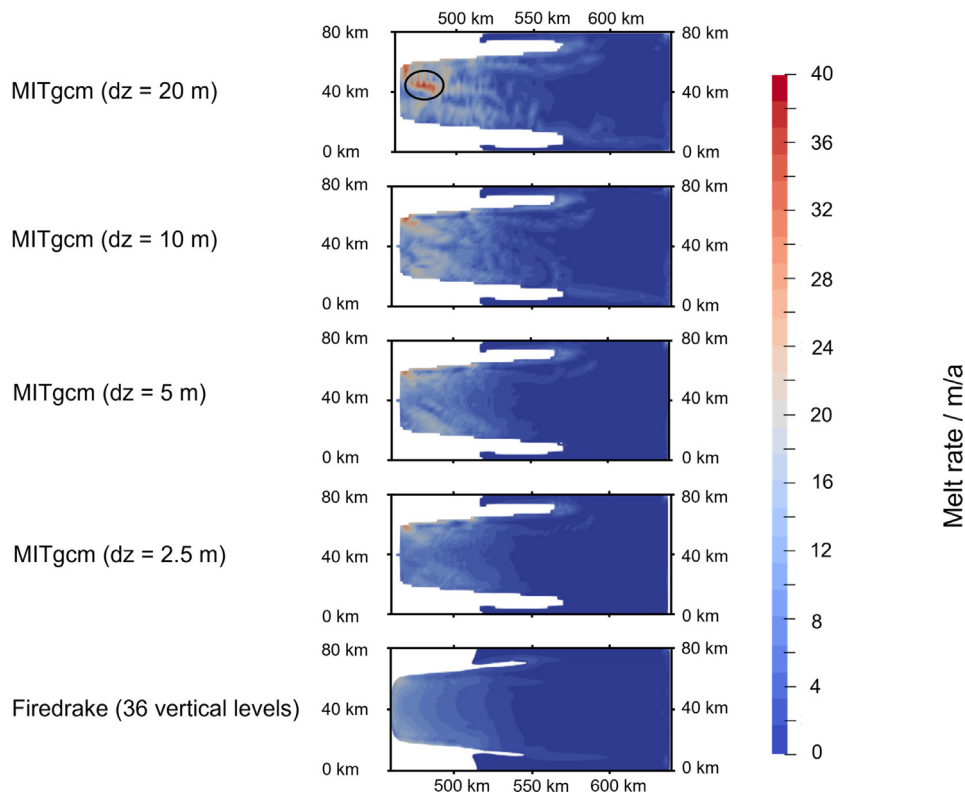 500 km 550 km 600 km
80 km 80 km
MITgcm (dz = 20 m) 40 km 40 km
0 km 0 km
80 km 80 km
MITgcm (dz = 10 m) 40 km 40 km
0 km 0 km
80 km 80 km
MITgcm (dz = 5 m) 40 km 40 km
0 km 0 km
80 km 80 km
MITgcm (dz = 2.5 m) 40 km 40 km
0 km 0 km
80 km 80 km
Firedrake (36 vertical levels) 40 km 40 km
0 km 0 km
500 km 550 km 600 km
40
36
32
28
24
20
16
12
8
4
0
Melt rate / m/a